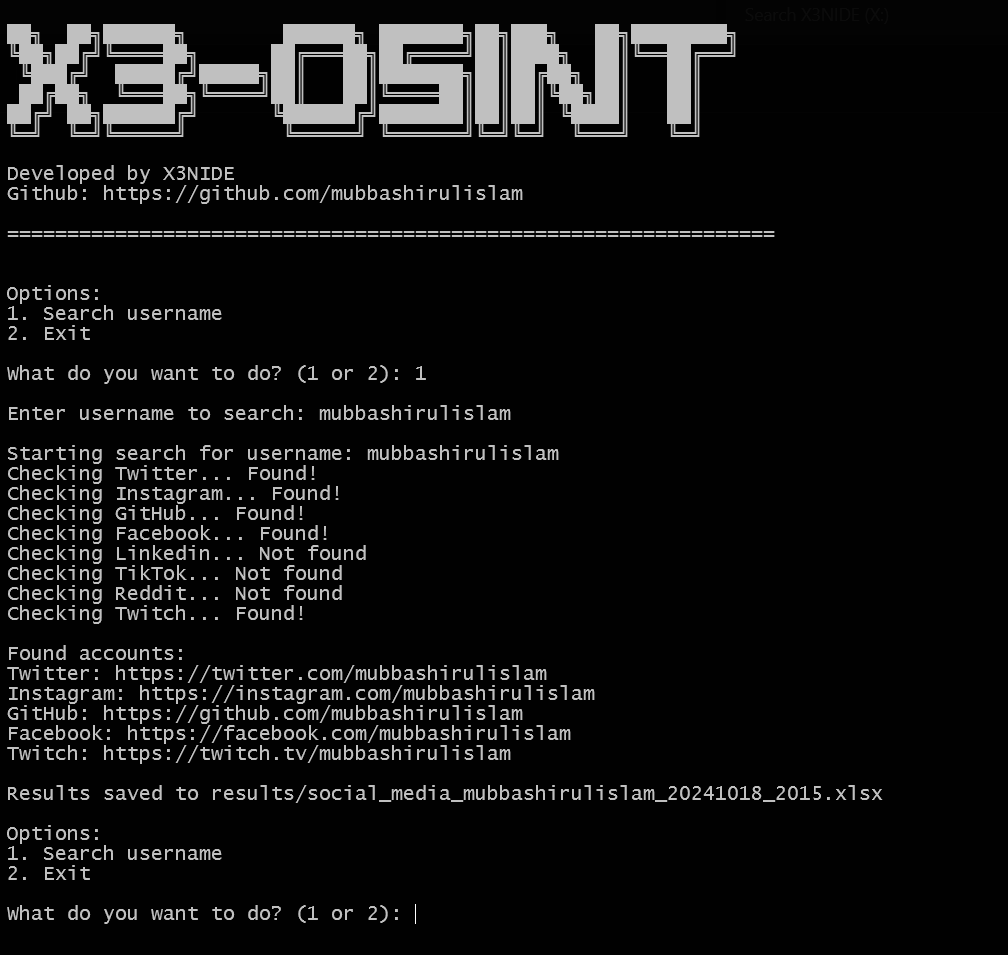 Search X3NIDE (X:)
X3-OSINT
Developed by X3NIDE
Github: https://github.com/mubbashirulislam
================================================================
Options:
1. Search username
2. Exit
What do you want to do? (1 or 2): 1
Enter username to search: mubbashirulislam
Starting search for username: mubbashirulislam
Checking Twitter... Found!
Checking Instagram... Found!
Checking GitHub... Found!
Checking Facebook... Found!
Checking Linkedin... Not found
Checking TikTok... Not found
Checking Reddit... Not found
Checking Twitch... Found!
Found accounts:
Twitter: https://twitter.com/mubbashirulislam
Instagram: https://instagram.com/mubbashirulislam
GitHub: https://github.com/mubbashirulislam
Facebook: https://facebook.com/mubbashirulislam
Twitch: https://twitch.tv/mubbashirulislam
Results saved to results/social_media_mubbashirulislam_20241018_2015.xlsx
Options:
1. Search username
2. Exit
What do you want to do? (1 or 2):